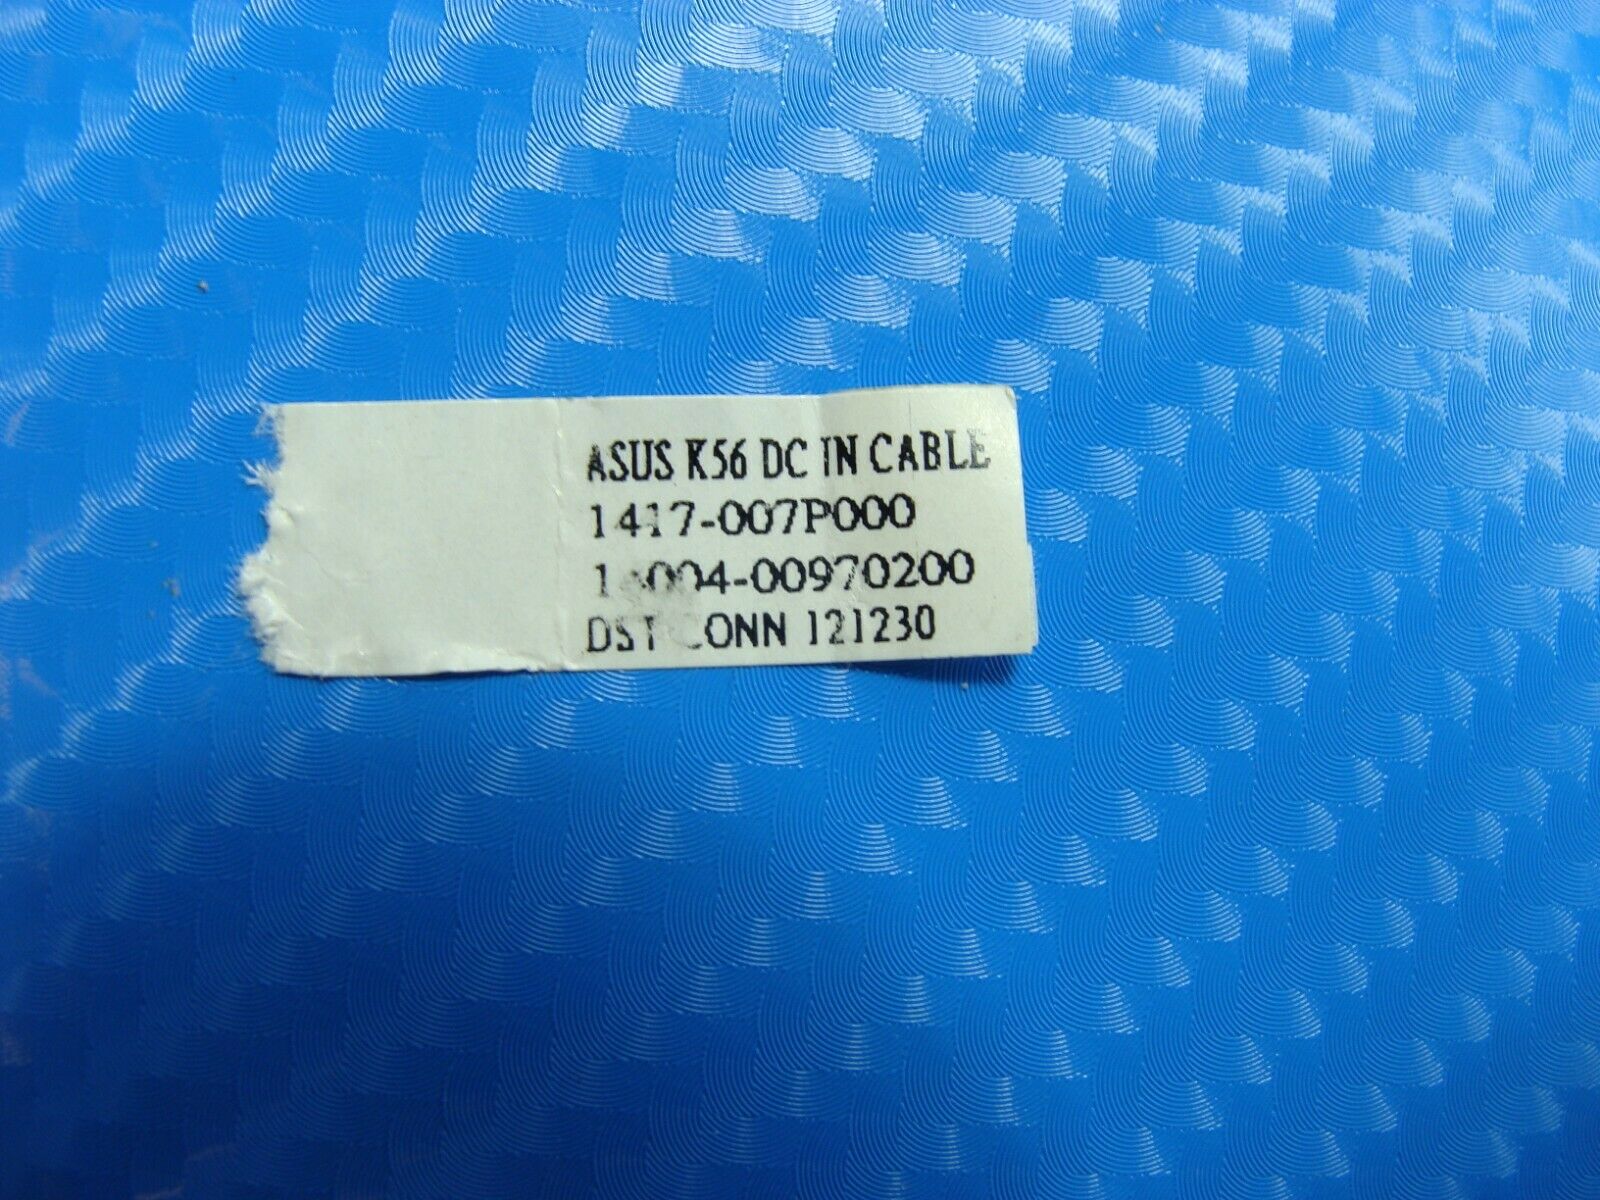 ASUS K56 DC IN CABLE
1417-007P000
14004-00970200
DST CONN 121230